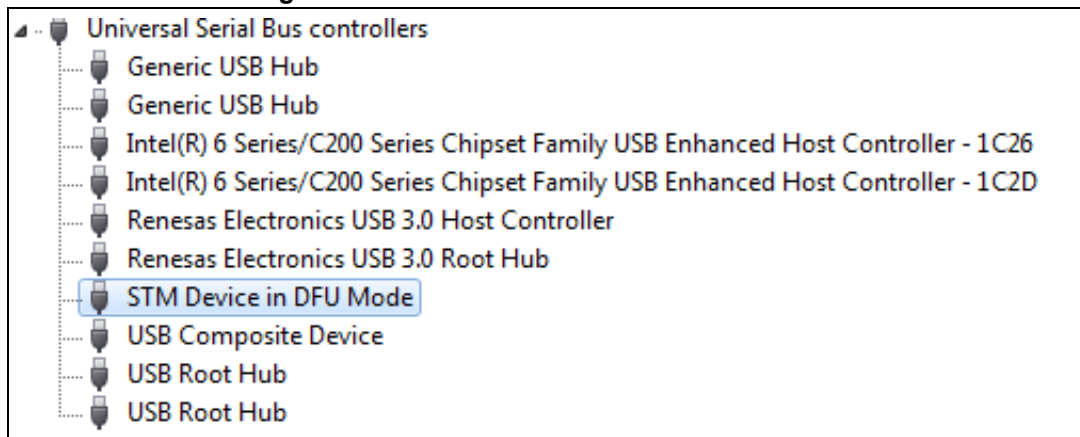 Universal Serial Bus controllers
Generic USB Hub
Generic USB Hub
Intel(R) 6 Series/C200 Series Chipset Family USB Enhanced Host Controller - 1C26
Intel(R) 6 Series/C200 Series Chipset Family USB Enhanced Host Controller - 1C2D
Renesas Electronics USB 3.0 Host Controller
Renesas Electronics USB 3.0 Root Hub
STM Device in DFU Mode
USB Composite Device
USB Root Hub
USB Root Hub